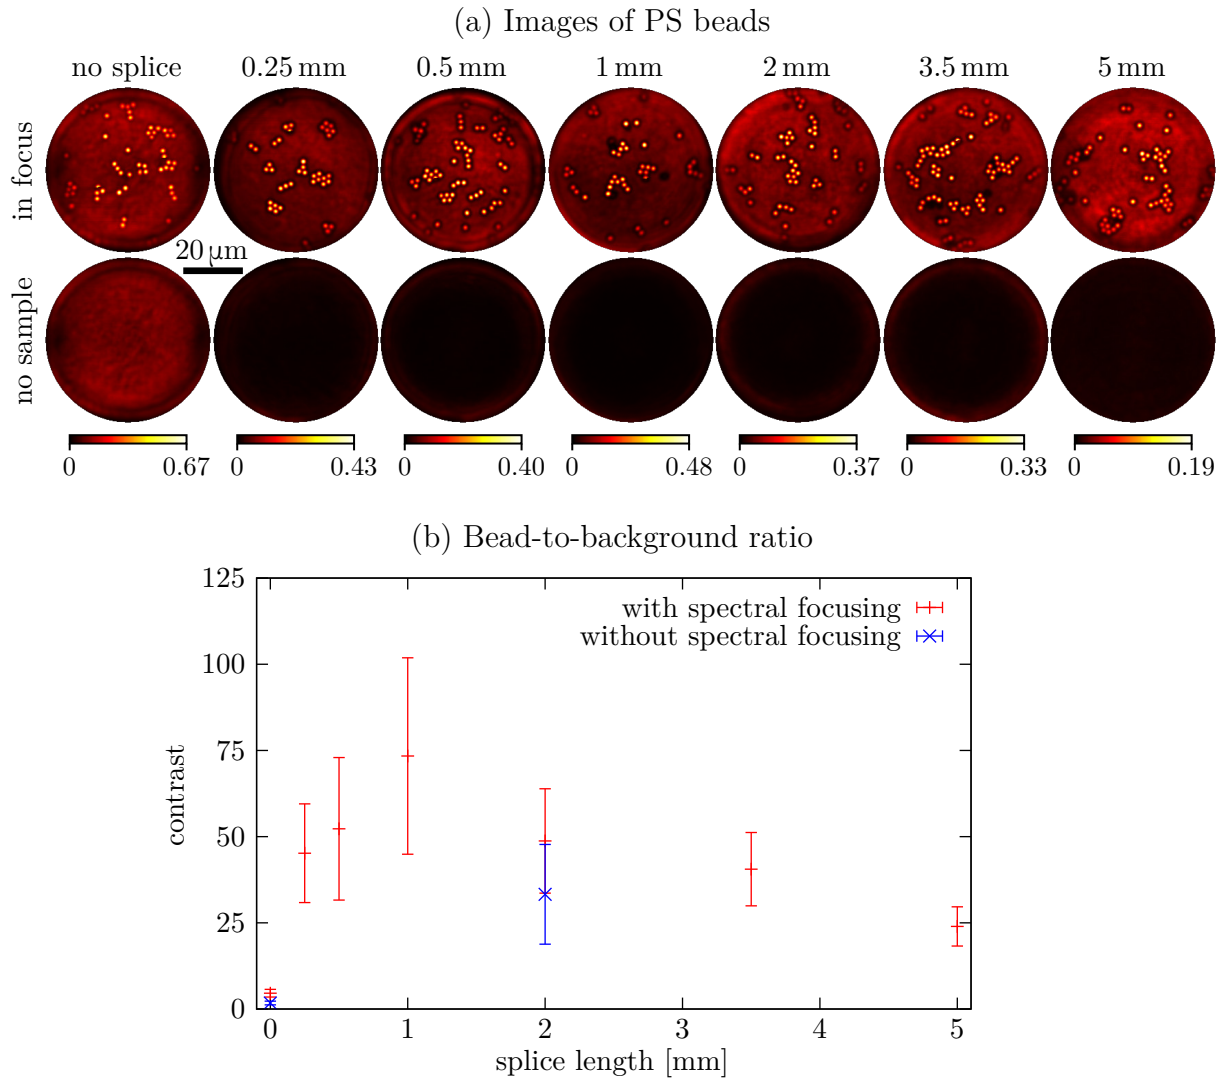 (a) Images of PS beads
no splice 0.25 mm 0.5 mm 1 mm 2 mm 3.5 mm 5 mm
in focus
20 µm
no sample
0 0.67 0 0.43 0 0.40 0 0.48 0 0.37 0 0.33 0 0.19
(b) Bead-to-background ratio
125
with spectral focusing
without spectral focusing
100
75
contrast
50
25
0
0 1 2 3 4 5
splice length [mm]